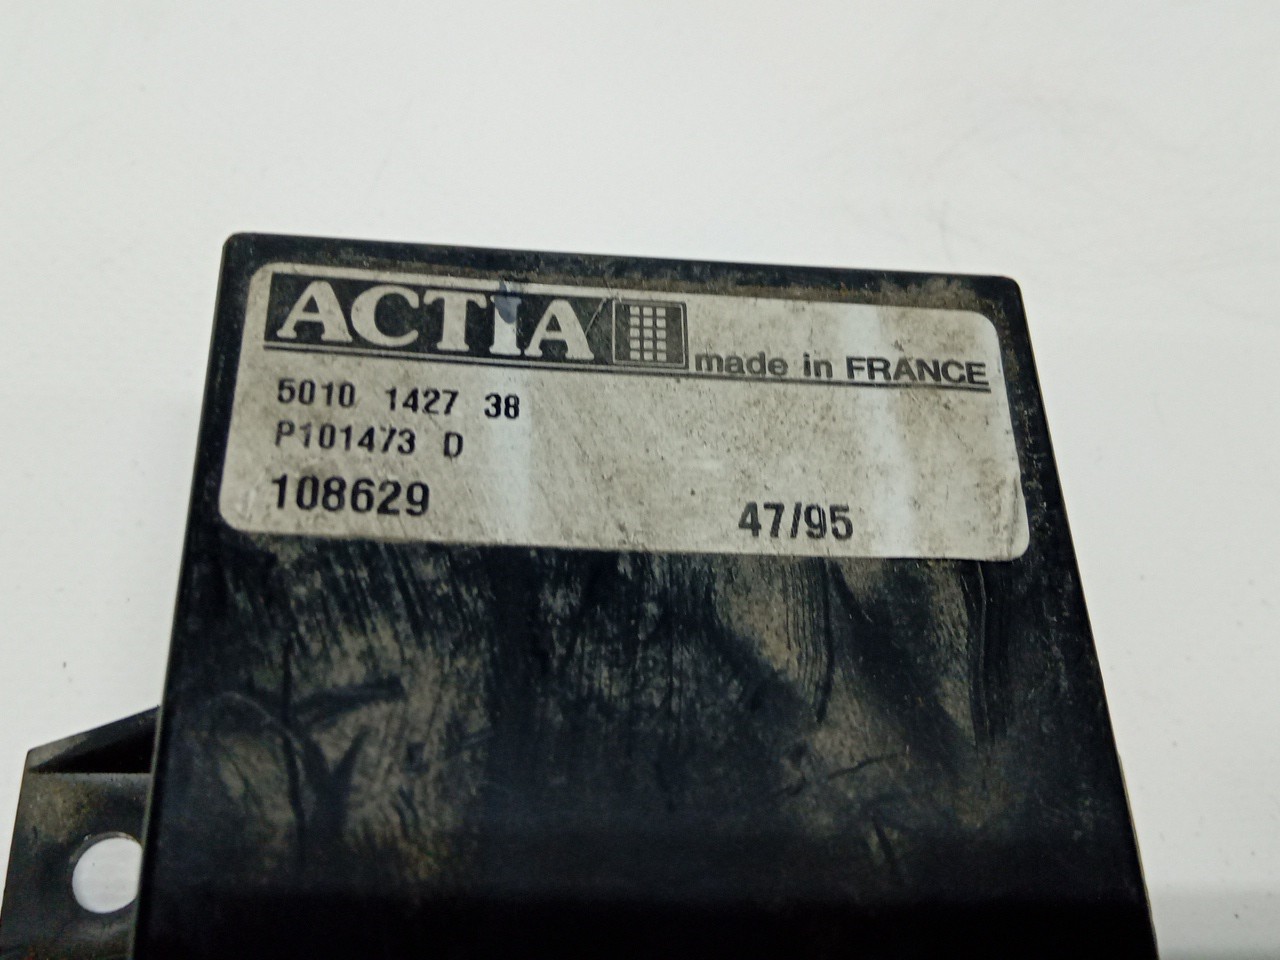 ACTIA made in FRANCE
5010 1427 38
P101473 D
108629 47/95